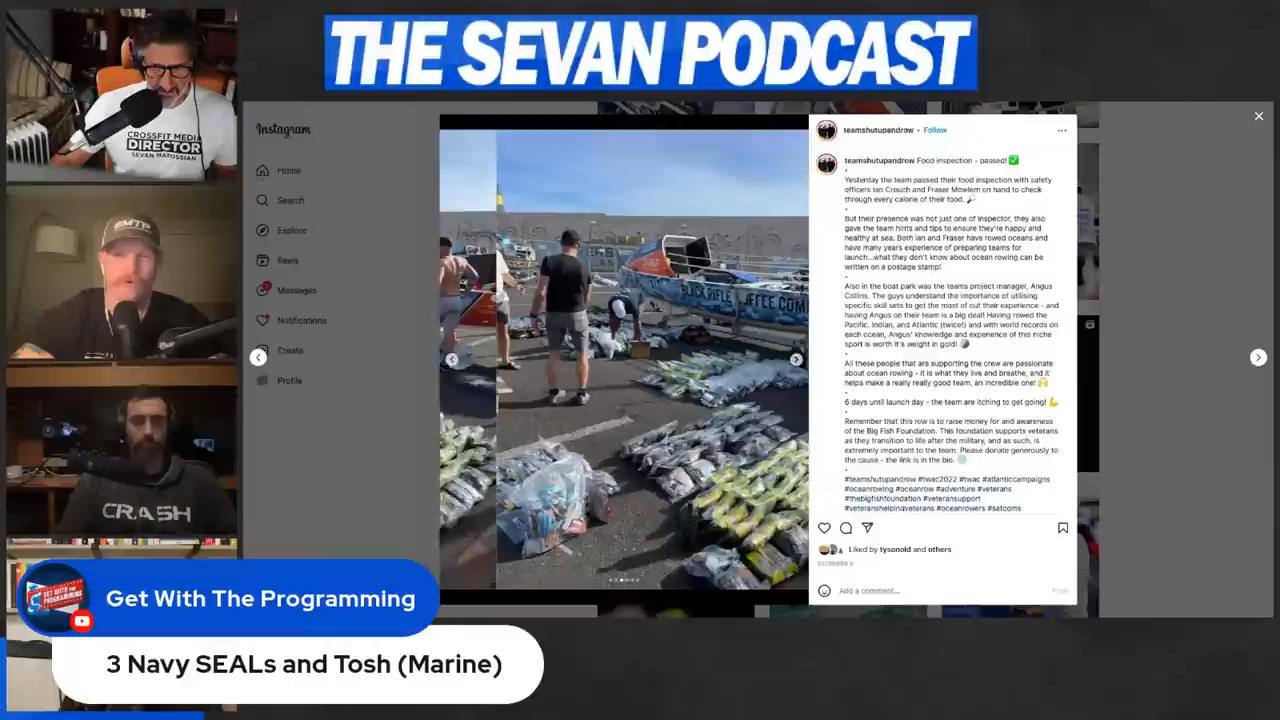 THE SEVAN PODCAST
CROSSFIT MEDIA
DIRECTOR
SEVAN MATOSSIAN
CRASH
Instagram
Home
Search
Explore
Reels
Messages
Notifications
Create
Profile
BLACK RIFLE
FFEE COM
teamshutupandrow • Follow
teamshutupandrow Food inspection - passed! ✅
Yesterday the team passed their food inspection with safety
officers Ian Crouch and Fraser Mowlem on hand to check
through every calorie of their food.
But their presence was not just one of inspector, they also
gave the team hints and tips to ensure they're happy and
healthy at sea. Both Ian and Fraser have rowed oceans and
have many years experience of preparing teams for
launch...what they don't know about ocean rowing can be
written on a postage stamp!
Also in the boat park was the teams project manager, Angus
Collins. The guys understand the importance of utilising
specific skill sets to get the most of out their experience - and
having Angus on their team is a big deal! Having rowed the
Pacific, Indian, and Atlantic (twice!) and with world records on
each ocean, Angus' knowledge and experience of this niche
sport is worth it's weight in gold!
All these people that are supporting the crew are passionate
about ocean rowing - it is what they live and breathe, and it
helps make a really really good team, an incredible one!
6 days until launch day - the team are itching to get going! 💪
Remember that this row is to raise money for and awareness
of the Big Fish Foundation. This foundation supports veterans
as they transition to life after the military, and as such, is
extremely important to the team. Please donate generously to
the cause - the link is in the bio.
#teamshutupandrow #twac2022 #twac #atlanticcampaigns
#oceanrowing #oceanrow #adventure #veterans
#thebigfishfoundation #veteransupport
#veteranshelpingveterans #oceanrowers #satcoms
Liked by tysonold and others
Add a comment...
Post
Get With The Programming
3 Navy SEALs and Tosh (Marine)